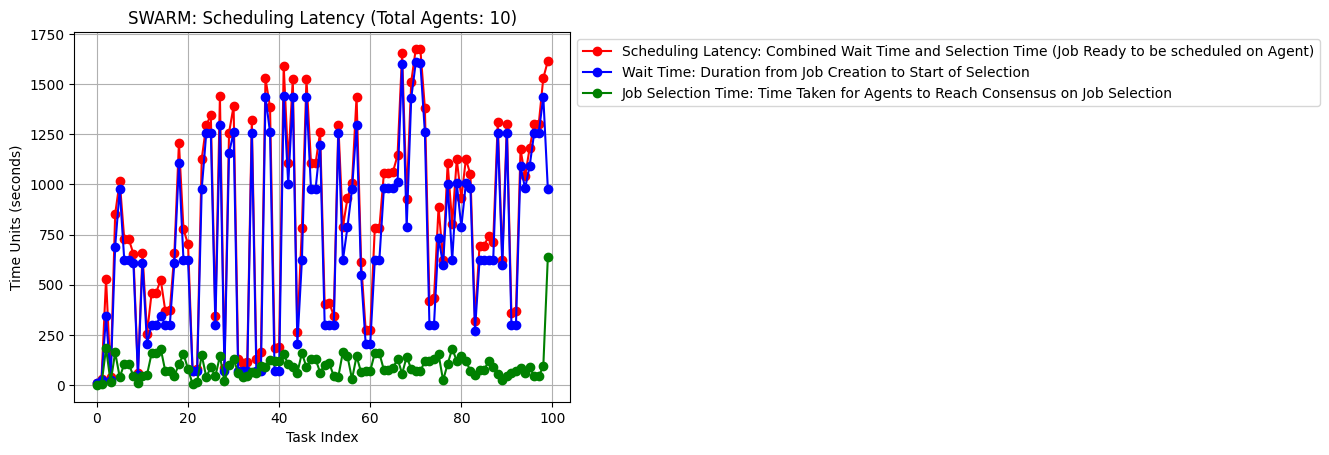 SWARM: Scheduling Latency (Total Agents: 10)
Scheduling Latency: Combined Wait Time and Selection Time (Job Ready to be scheduled on Agent)
Wait Time: Duration from Job Creation to Start of Selection
Job Selection Time: Time Taken for Agents to Reach Consensus on Job Selection
Time Units (seconds)
1750
1500
1250
1000
750
500
250
0
0 20 40 60 80 100
Task Index